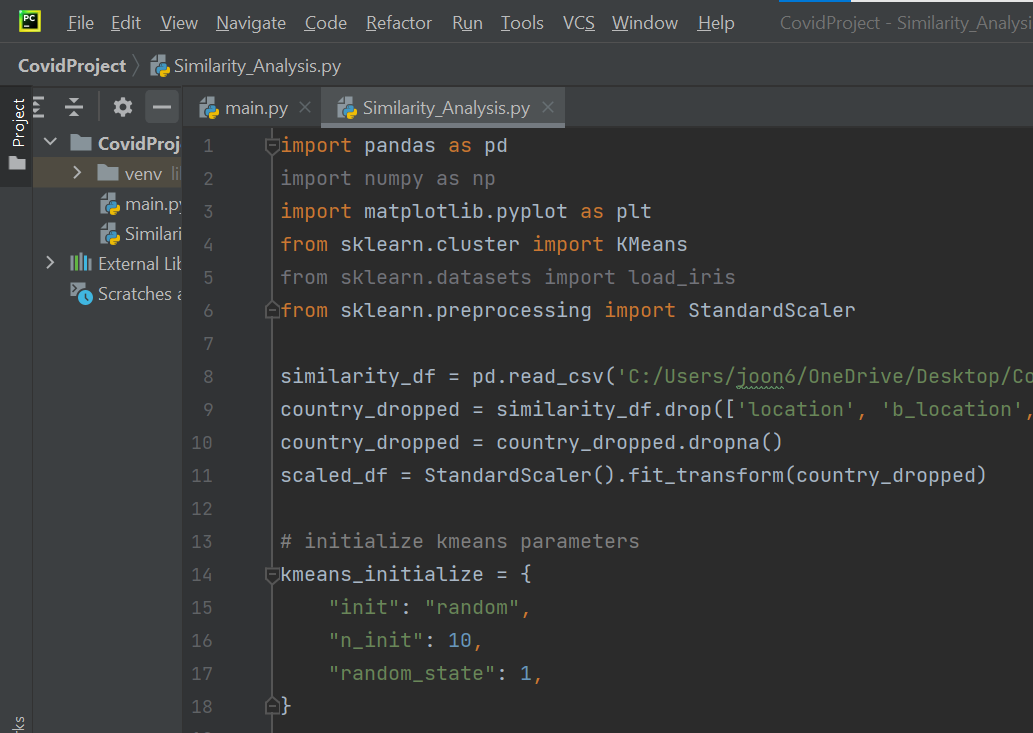 PC File Edit View Navigate Code Refactor Run Tools VCS Window Help CovidProject - Similarity_Analysi
CovidProject Similarity_Analysis.py
Project
main.py Similarity_Analysis.py
CovidProj
venv li
main.py
Similari
External Lib
Scratches a
1 import pandas as pd
2 import numpy as np
3 import matplotlib.pyplot as plt
4 from sklearn.cluster import KMeans
5 from sklearn.datasets import load_iris
6 from sklearn.preprocessing import StandardScaler
7
8 similarity_df = pd.read_csv('C:/Users/joon6/OneDrive/Desktop/Co
9 country_dropped = similarity_df.drop(['location', 'b_location',
10 country_dropped = country_dropped.dropna()
11 scaled_df = StandardScaler().fit_transform(country_dropped)
12
13 # initialize kmeans parameters
14 kmeans_initialize = {
15 "init": "random",
16 "n_init": 10,
17 "random_state": 1,
18 }
rks